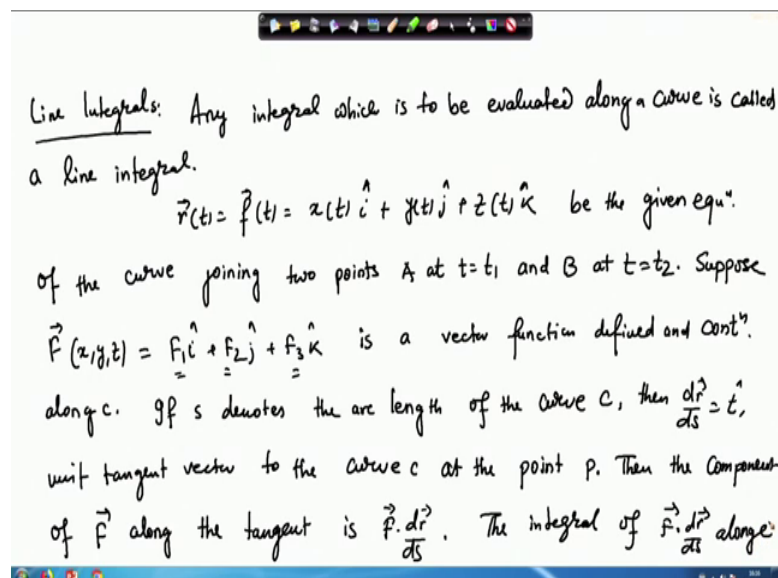 Line Integrals: Any integral which is to be evaluated along a curve is called
a line integral.
r⃗(t) = f⃗(t) = x(t) î + y(t) ĵ + z(t) k̂ be the given equⁿ.
of the curve joining two points A at t=t₁ and B at t=t₂. Suppose
F⃗(x,y,z) = f₁î + f₂ĵ + f₃k̂ is a vector function defined and contⁿ.
along c. If s denotes the arc length of the curve C, then dr⃗/ds = t̂,
unit tangent vector to the curve c at the point P. Then the component
of F⃗ along the tangent is F⃗.dr⃗/ds. The integral of F⃗.dr⃗/ds along c